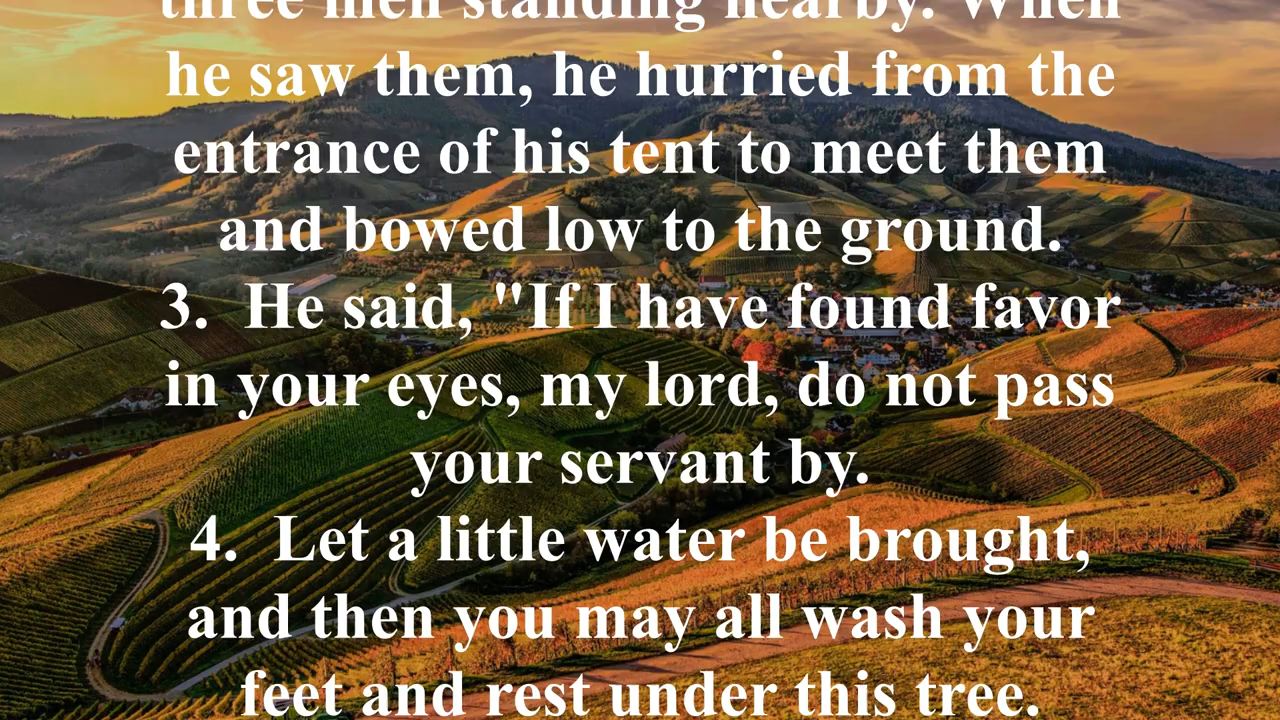 three men standing nearby. When
he saw them, he hurried from the
entrance of his tent to meet them
and bowed low to the ground.
3. He said, "If I have found favor
in your eyes, my lord, do not pass
your servant by.
4. Let a little water be brought,
and then you may all wash your
feet and rest under this tree.